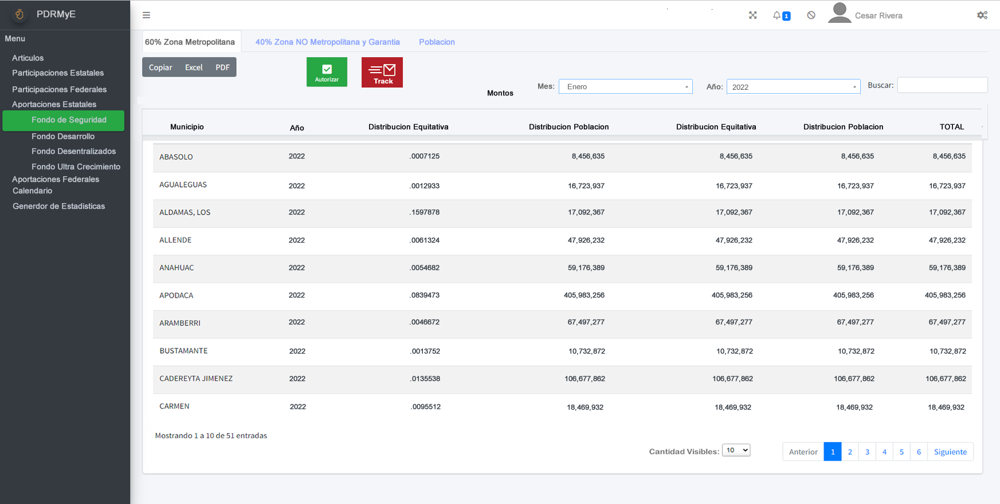 PDRMyE
1
Cesar Rivera
Menu
Articulos
Participaciones Estatales
Participaciones Federales
Aportaciones Estatales
Fondo de Seguridad
Fondo Desarrollo
Fondo Desentralizados
Fondo Ultra Crecimiento
Aportaciones Federales
Calendario
Generdor de Estadisticas
60% Zona Metropolitana 40% Zona NO Metropolitana y Garantia Poblacion
Copiar Excel PDF
Autorizar
Track
Montos Mes: Enero Año: 2022 Buscar:
Municipio Año Distribucion Equitativa Distribucion Poblacion Distribucion Equitativa Distribucion Poblacion TOTAL
ABASOLO 2022 .0007125 8,456,635 8,456,635 8,456,635 8,456,635
AGUALEGUAS 2022 .0012933 16,723,937 16,723,937 16,723,937 16,723,937
ALDAMAS, LOS 2022 .1597878 17,092,367 17,092,367 17,092,367 17,092,367
ALLENDE 2022 .0061324 47,926,232 47,926,232 47,926,232 47,926,232
ANAHUAC 2022 .0054682 59,176,389 59,176,389 59,176,389 59,176,389
APODACA 2022 .0839473 405,983,256 405,983,256 405,983,256 405,983,256
ARAMBERRI 2022 .0046672 67,497,277 67,497,277 67,497,277 67,497,277
BUSTAMANTE 2022 .0013752 10,732,872 10,732,872 10,732,872 10,732,872
CADEREYTA JIMENEZ 2022 .0135538 106,677,862 106,677,862 106,677,862 106,677,862
CARMEN 2022 .0095512 18,469,932 18,469,932 18,469,932 18,469,932
Mostrando 1 a 10 de 51 entradas
Cantidad Visibles: 10 Anterior 1 2 3 4 5 6 Siguiente